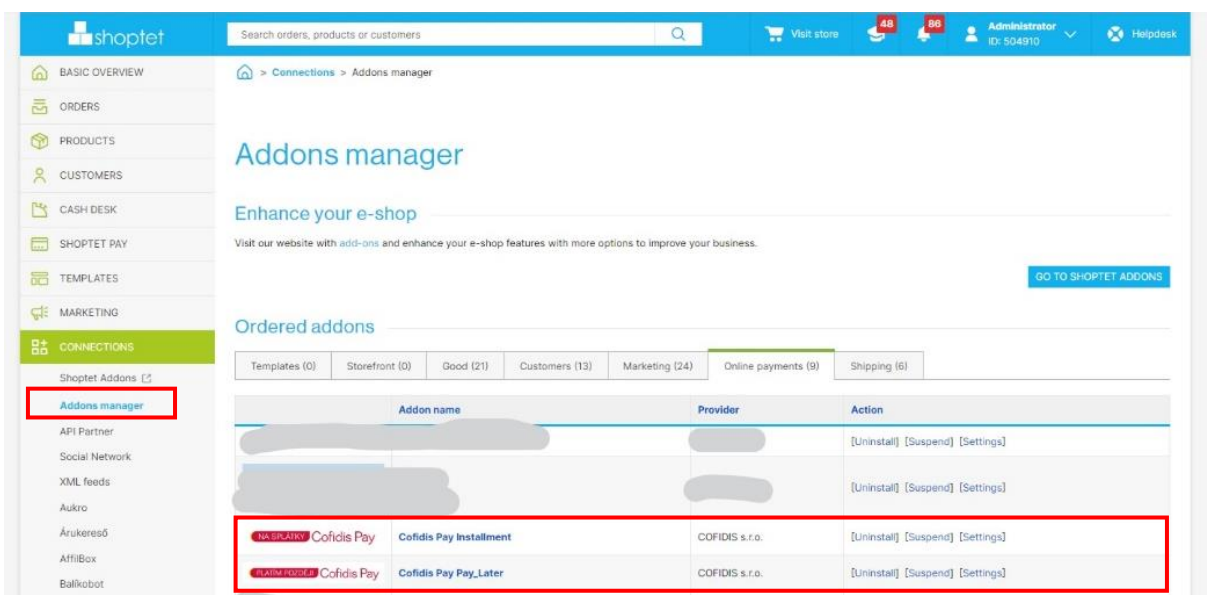 shoptet
Search orders, products or customers
Visit store
48
86
Administrator
ID: 504910
Helpdesk
BASIC OVERVIEW
> Connections > Addons manager
ORDERS
PRODUCTS
Addons manager
CUSTOMERS
CASH DESK
Enhance your e-shop
SHOPTET PAY
Visit our website with add-ons and enhance your e-shop features with more options to improve your business.
TEMPLATES
GO TO SHOPTET ADDONS
MARKETING
Ordered addons
CONNECTIONS
Templates (0) Storefront (0) Good (21) Customers (13) Marketing (24) Online payments (9) Shipping (6)
Shoptet Addons
Addons manager
Addon name Provider Action
API Partner
[Uninstall] [Suspend] [Settings]
Social Network
XML feeds
[Uninstall] [Suspend] [Settings]
Aukro
Árukereső
NA SPLÁTKY Cofidis Pay Cofidis Pay Installment COFIDIS s.r.o. [Uninstall] [Suspend] [Settings]
AffilBox
PLATÍM POZDĚJI Cofidis Pay Cofidis Pay Pay_Later COFIDIS s.r.o. [Uninstall] [Suspend] [Settings]
Balíkobot